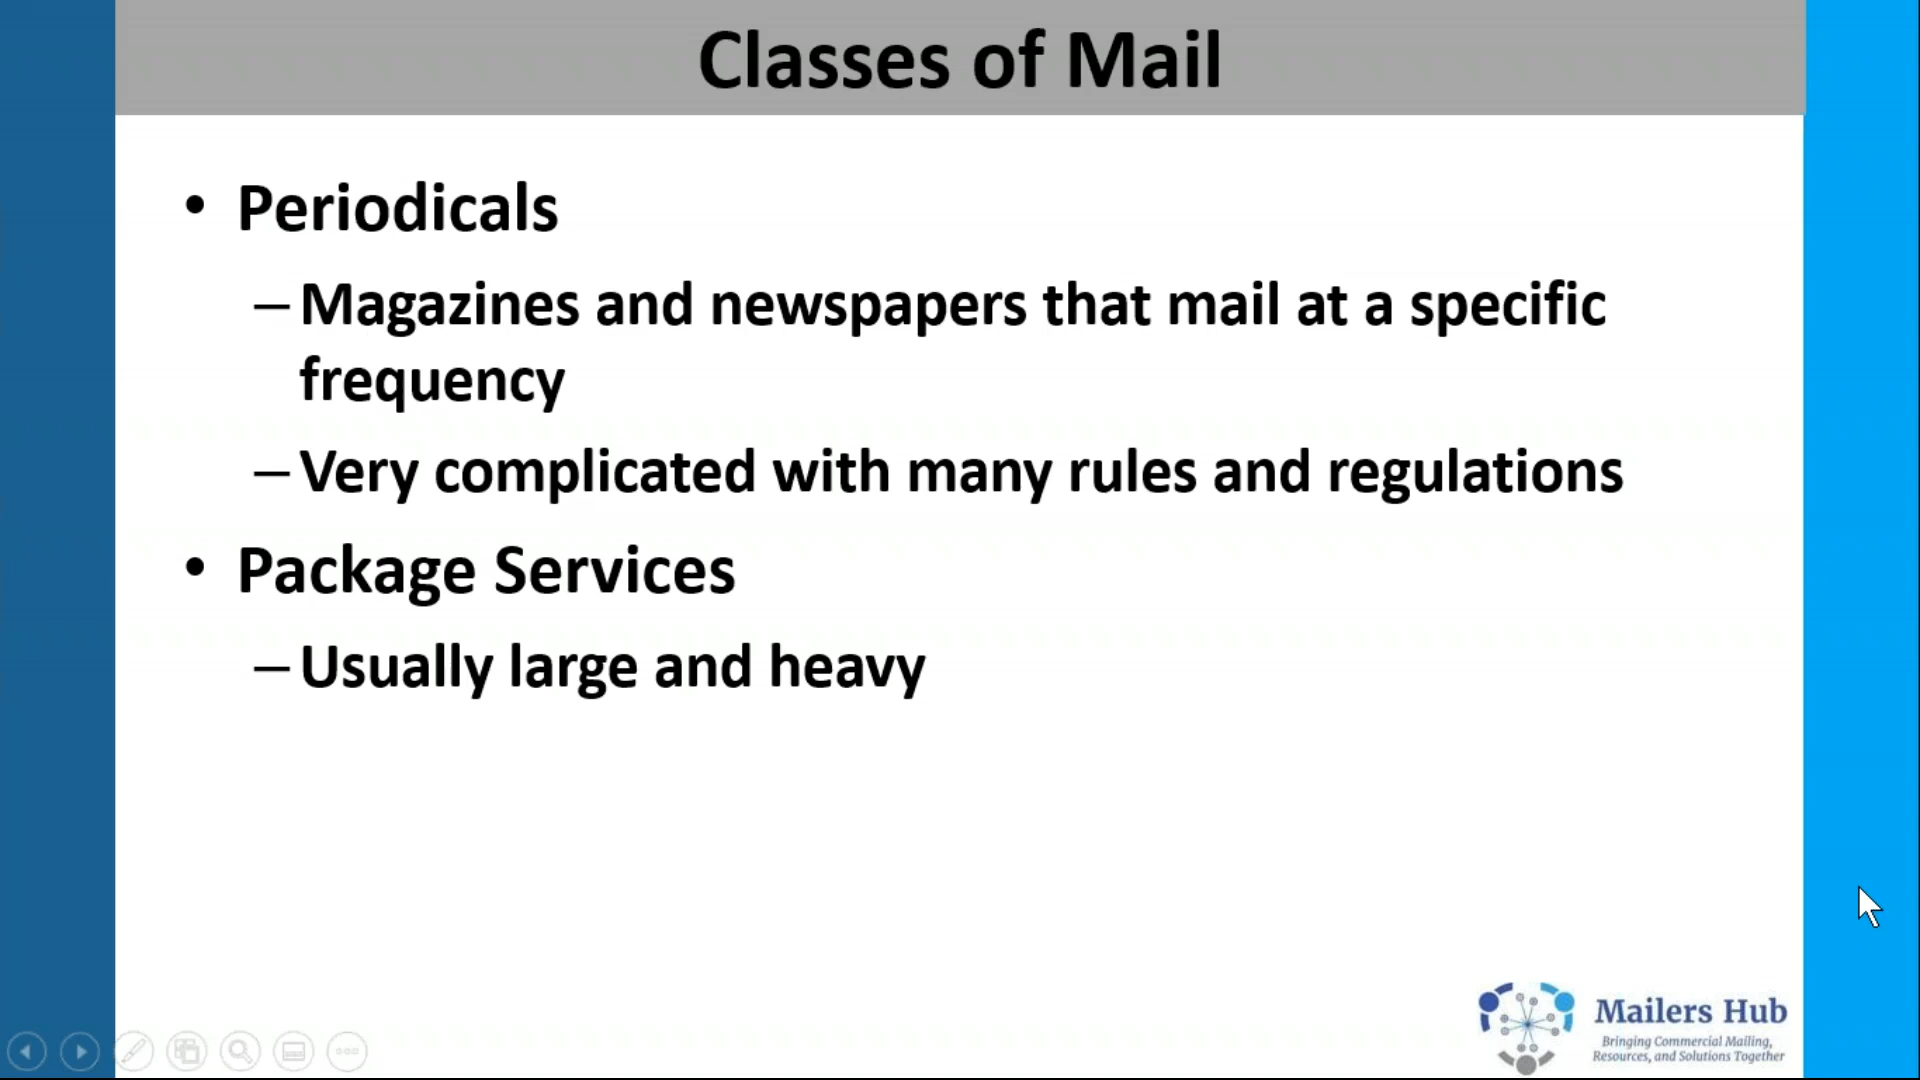 Classes of Mail
• Periodicals
– Magazines and newspapers that mail at a specific
frequency
– Very complicated with many rules and regulations
• Package Services
– Usually large and heavy
Mailers Hub
Bringing Commercial Mailing,
Resources, and Solutions Together